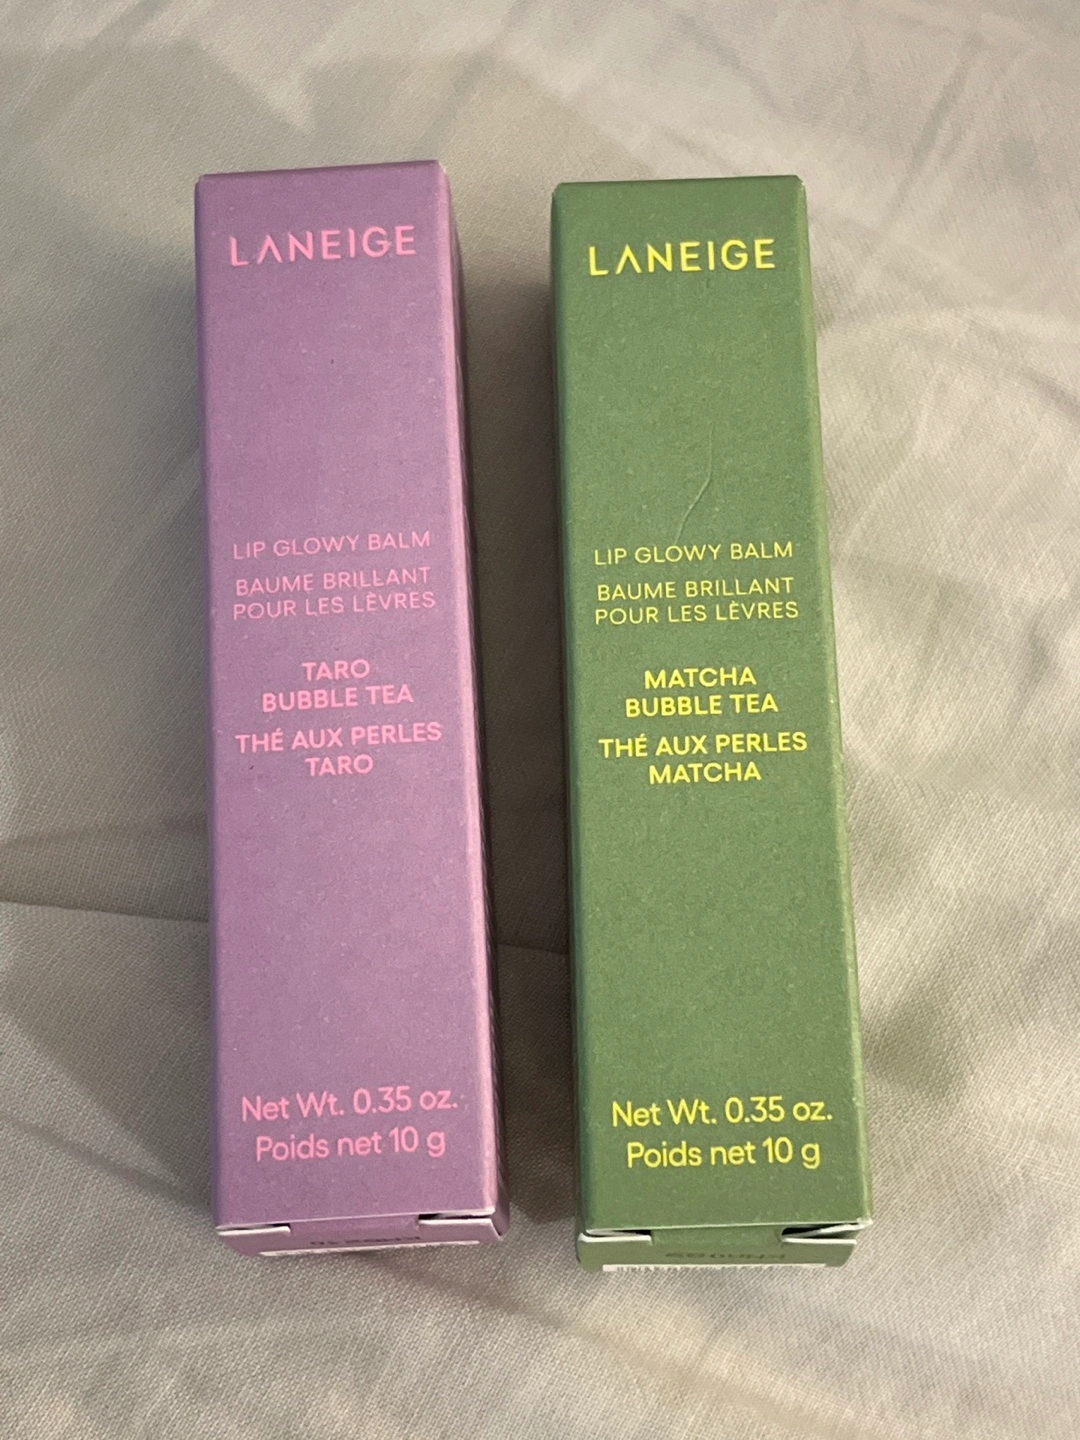 LANEIGE
LIP GLOWY BALM
BAUME BRILLANT
POUR LES LÈVRES
TARO
BUBBLE TEA
THÉ AUX PERLES
TARO
Net Wt. 0.35 oz.
Poids net 10 g
LANEIGE
LIP GLOWY BALM
BAUME BRILLANT
POUR LES LÈVRES
MATCHA
BUBBLE TEA
THÉ AUX PERLES
MATCHA
Net Wt. 0.35 oz.
Poids net 10 g